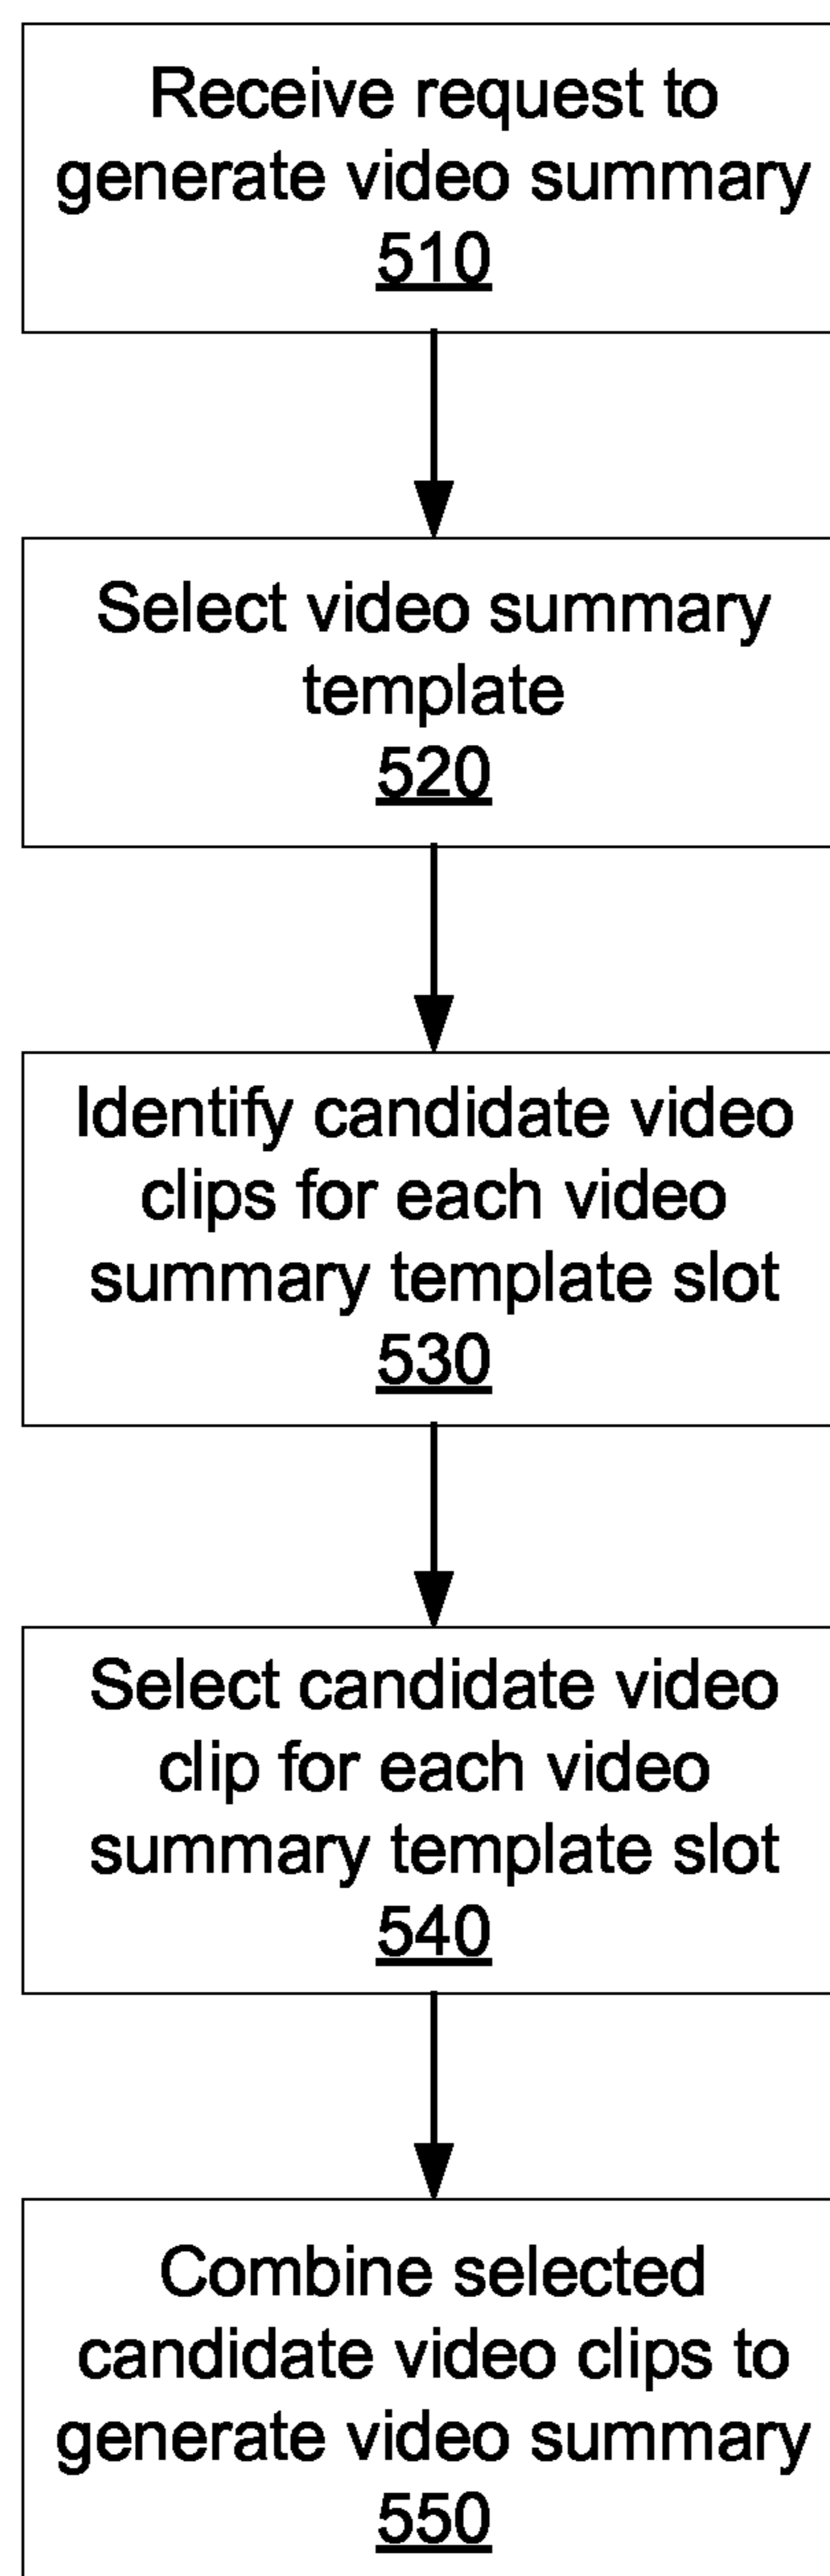 Receive request to
generate video summary
510
Select video summary
template
520
Identify candidate video
clips for each video
summary template slot
530
Select candidate video
clip for each video
summary template slot
540
Combine selected
candidate video clips to
generate video summary
550